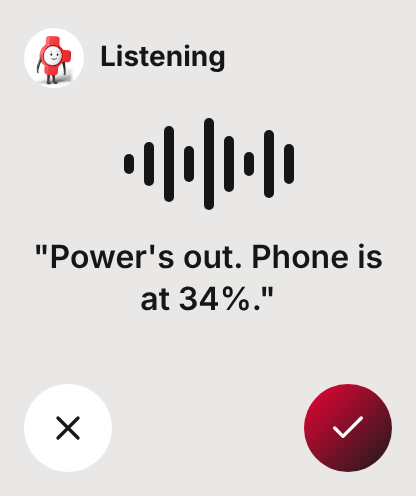 Listening
"Power's out. Phone is
at 34%."